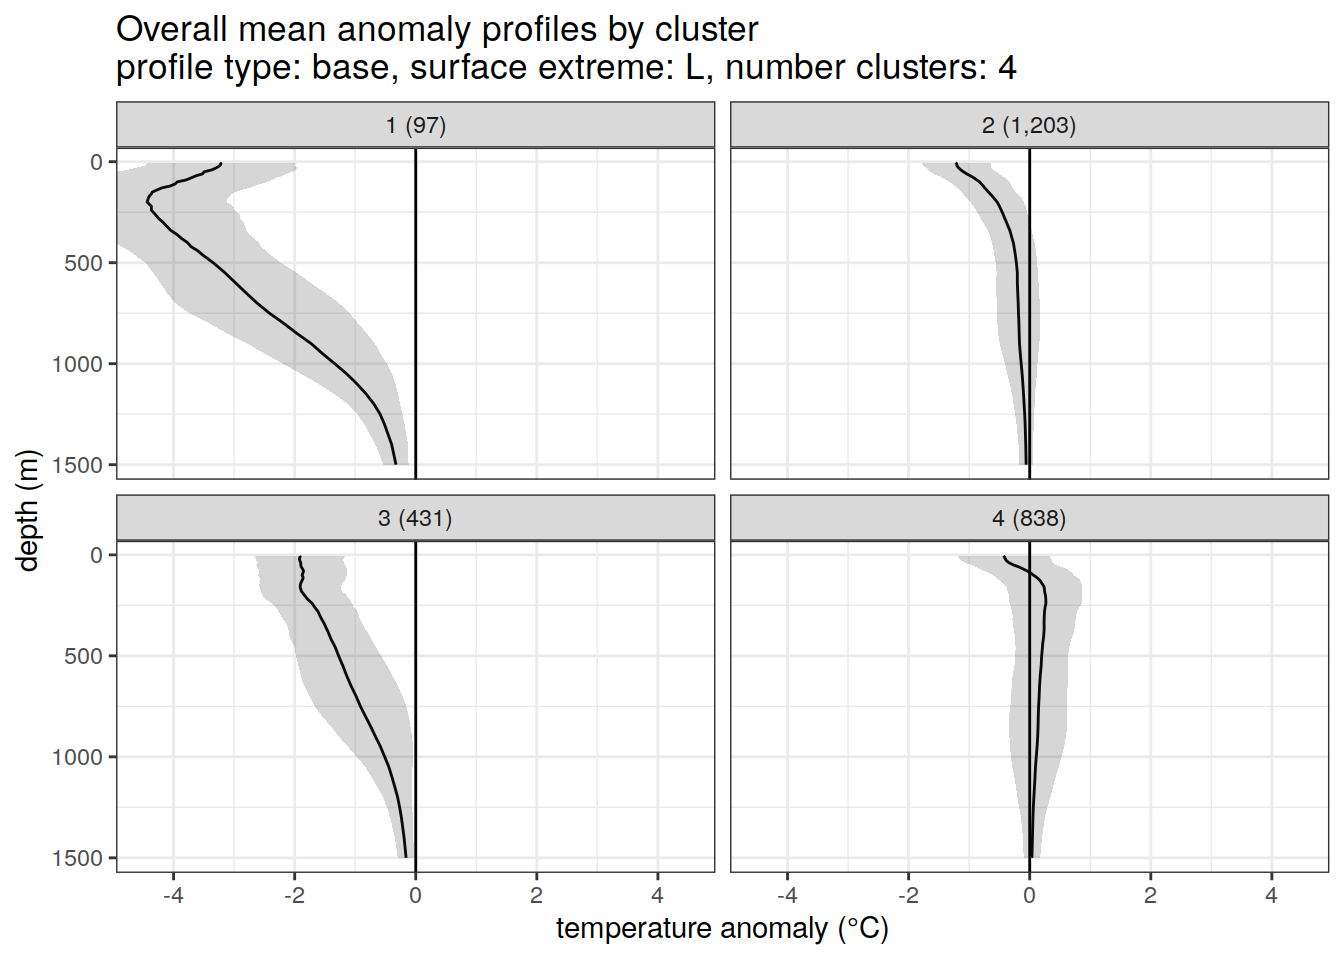 Overall mean anomaly profiles by cluster
profile type: base, surface extreme: L, number clusters: 4
1 (97)
2 (1,203)
0
500
1000
1500
3 (431)
4 (838)
depth (m)
0
500
1000
1500
-4 -2 0 2 4
-4 -2 0 2 4
temperature anomaly (°C)